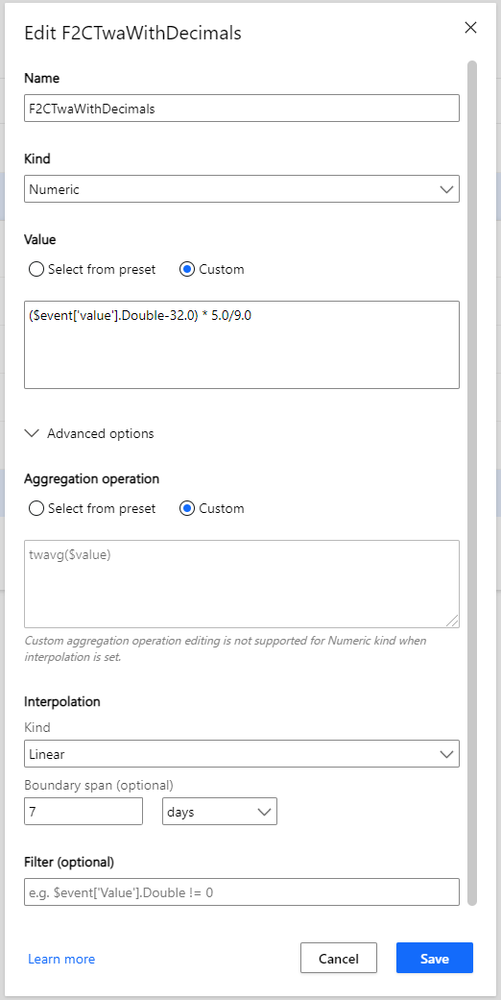 Edit F2CTwaWithDecimals
Name
F2CTwaWithDecimals
Kind
Numeric
Value
Select from preset
Custom
($event['value'].Double-32.0) * 5.0/9.0
Advanced options
Aggregation operation
Select from preset
Custom
twavg($value)
Custom aggregation operation editing is not supported for Numeric kind when
interpolation is set.
Interpolation
Kind
Linear
Boundary span (optional)
7
days
Filter (optional)
e.g. $event['Value'].Double != 0
Learn more
Cancel
Save